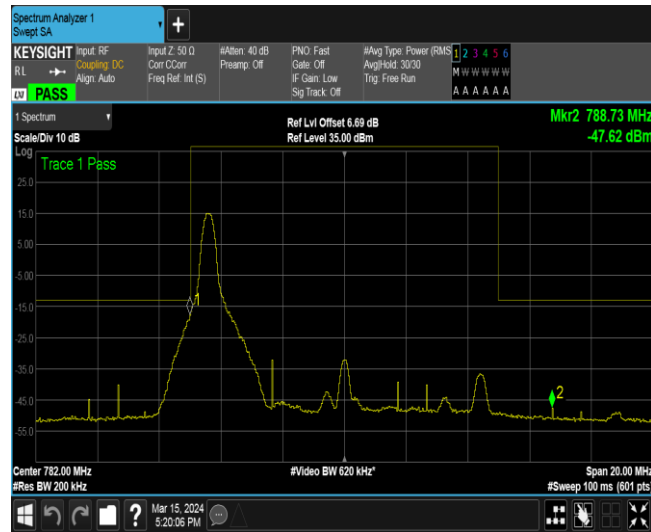 Spectrum Analyzer 1
Swept SA
+
KEYSIGHT
RL
LXI PASS
Input: RF
Coupling: DC
Align: Auto
Input Z: 50 Ω
Corr CCorr
Freq Ref: Int (S)
#Atten: 40 dB
Preamp: Off
PNO: Fast
Gate: Off
IF Gain: Low
Sig Track: Off
#Avg Type: Power (RMS
Avg|Hold: 30/30
Trig: Free Run
1 2 3 4 5 6
M W W W W W
A A A A A A
1 Spectrum
Scale/Div 10 dB
Ref Lvl Offset 6.69 dB
Ref Level 35.00 dBm
Mkr2 788.73 MHz
-47.62 dBm
Log
Trace 1 Pass
25.0
15.0
5.00
-5.00
-15.0
-25.0
-35.0
-45.0
-55.0
2
Center 782.00 MHz
#Res BW 200 kHz
#Video BW 620 kHz*
Span 20.00 MHz
#Sweep 100 ms (601 pts
?
Mar 15, 2024
5:20:06 PM